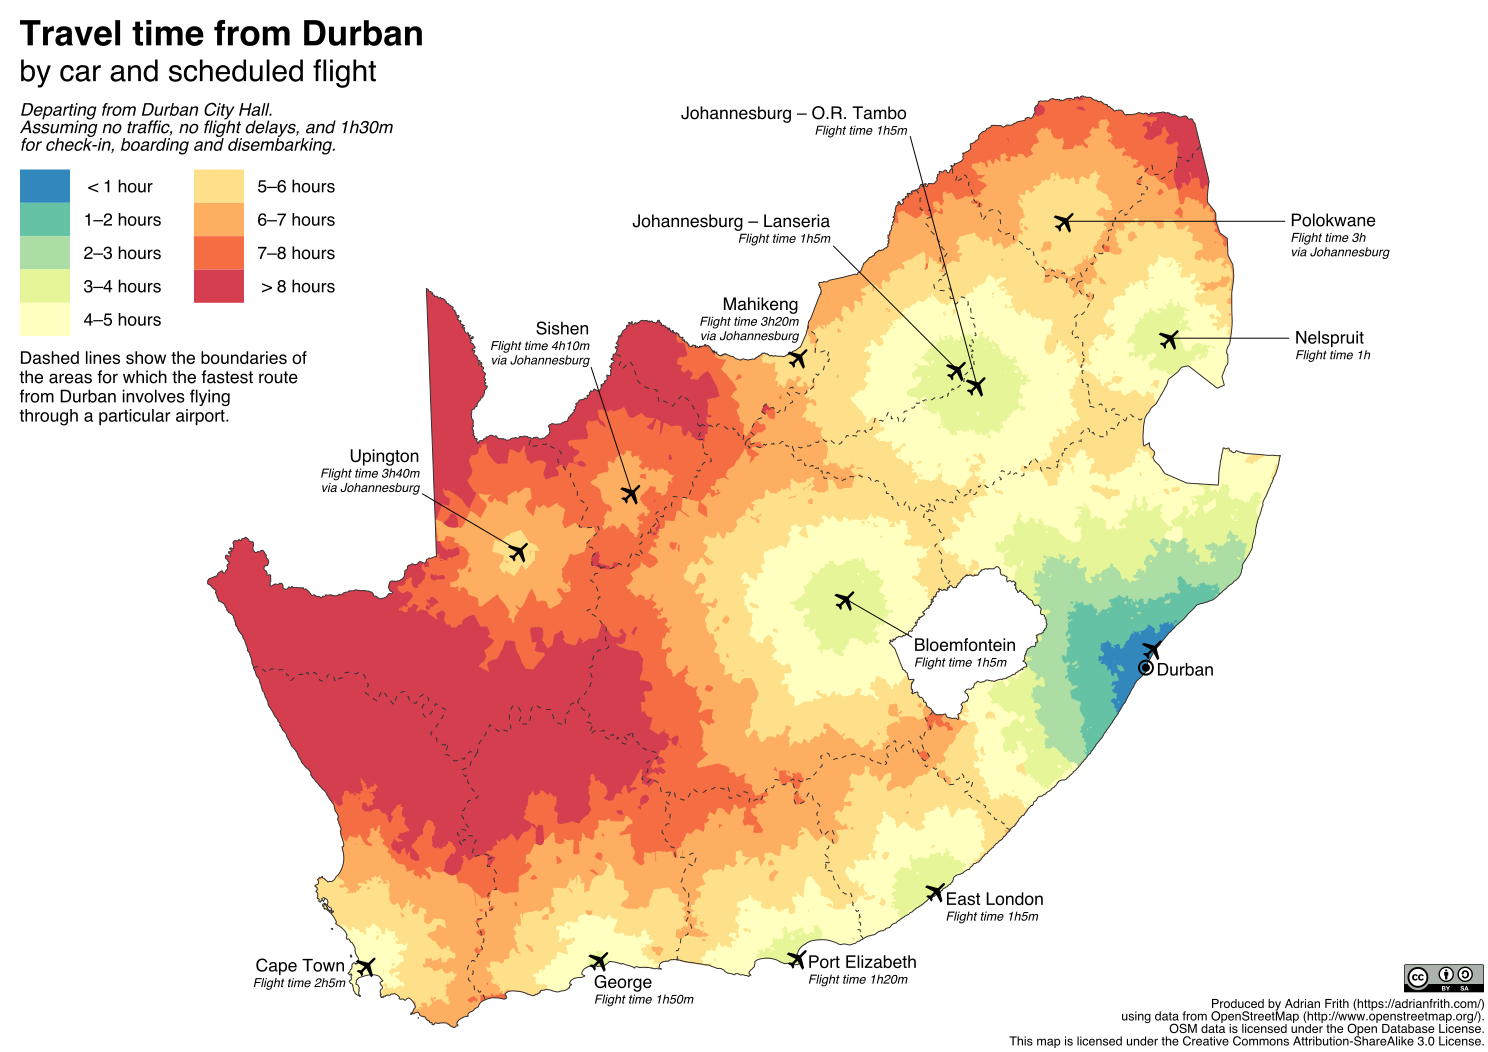 Travel time from Durban
by car and scheduled flight
Departing from Durban City Hall.
Assuming no traffic, no flight delays, and 1h30m
for check-in, boarding and disembarking.
< 1 hour
1–2 hours
2–3 hours
3–4 hours
4–5 hours
5–6 hours
6–7 hours
7–8 hours
> 8 hours
Dashed lines show the boundaries of
the areas for which the fastest route
from Durban involves flying
through a particular airport.
Johannesburg – O.R. Tambo
Flight time 1h5m
Johannesburg – Lanseria
Flight time 1h5m
Polokwane
Flight time 3h
via Johannesburg
Mahikeng
Flight time 3h20m
via Johannesburg
Sishen
Flight time 4h10m
via Johannesburg
Nelspruit
Flight time 1h
Upington
Flight time 3h40m
via Johannesburg
Bloemfontein
Flight time 1h5m
Durban
East London
Flight time 1h5m
Cape Town
Flight time 2h5m
George
Flight time 1h50m
Port Elizabeth
Flight time 1h20m
cc
BY SA
Produced by Adrian Frith (https://adrianfrith.com/)
using data from OpenStreetMap (http://www.openstreetmap.org/).
OSM data is licensed under the Open Database License.
This map is licensed under the Creative Commons Attribution-ShareAlike 3.0 License.